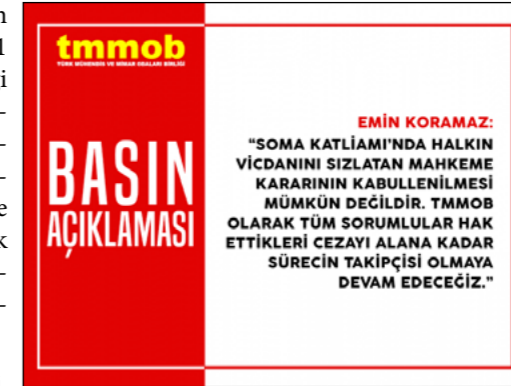 n
l
i
-
-
-
e
k
-
-
tmmob
TÜRK MÜHENDİS VE MİMAR ODALARI BİRLİĞİ
BASIN
AÇIKLAMASI
EMİN KORAMAZ:
“SOMA KATLİAMI’NDA HALKIN
VİCDANINI SIZLATAN MAHKEME
KARARININ KABULLENİLMESİ
MÜMKÜN DEĞİLDİR. TMMOB
OLARAK TÜM SORUMLULAR HAK
ETTİKLERİ CEZAYI ALANA KADAR
SÜRECİN TAKİPÇİSİ OLMAYA
DEVAM EDECEĞİZ.”